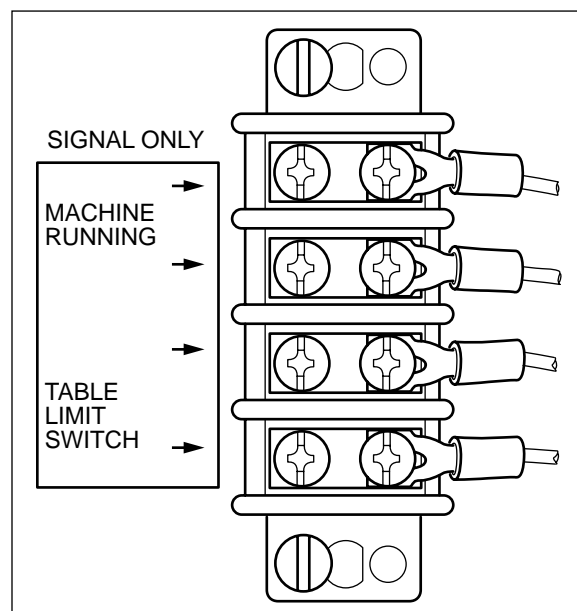 SIGNAL ONLY
MACHINE
RUNNING
TABLE
LIMIT
SWITCH